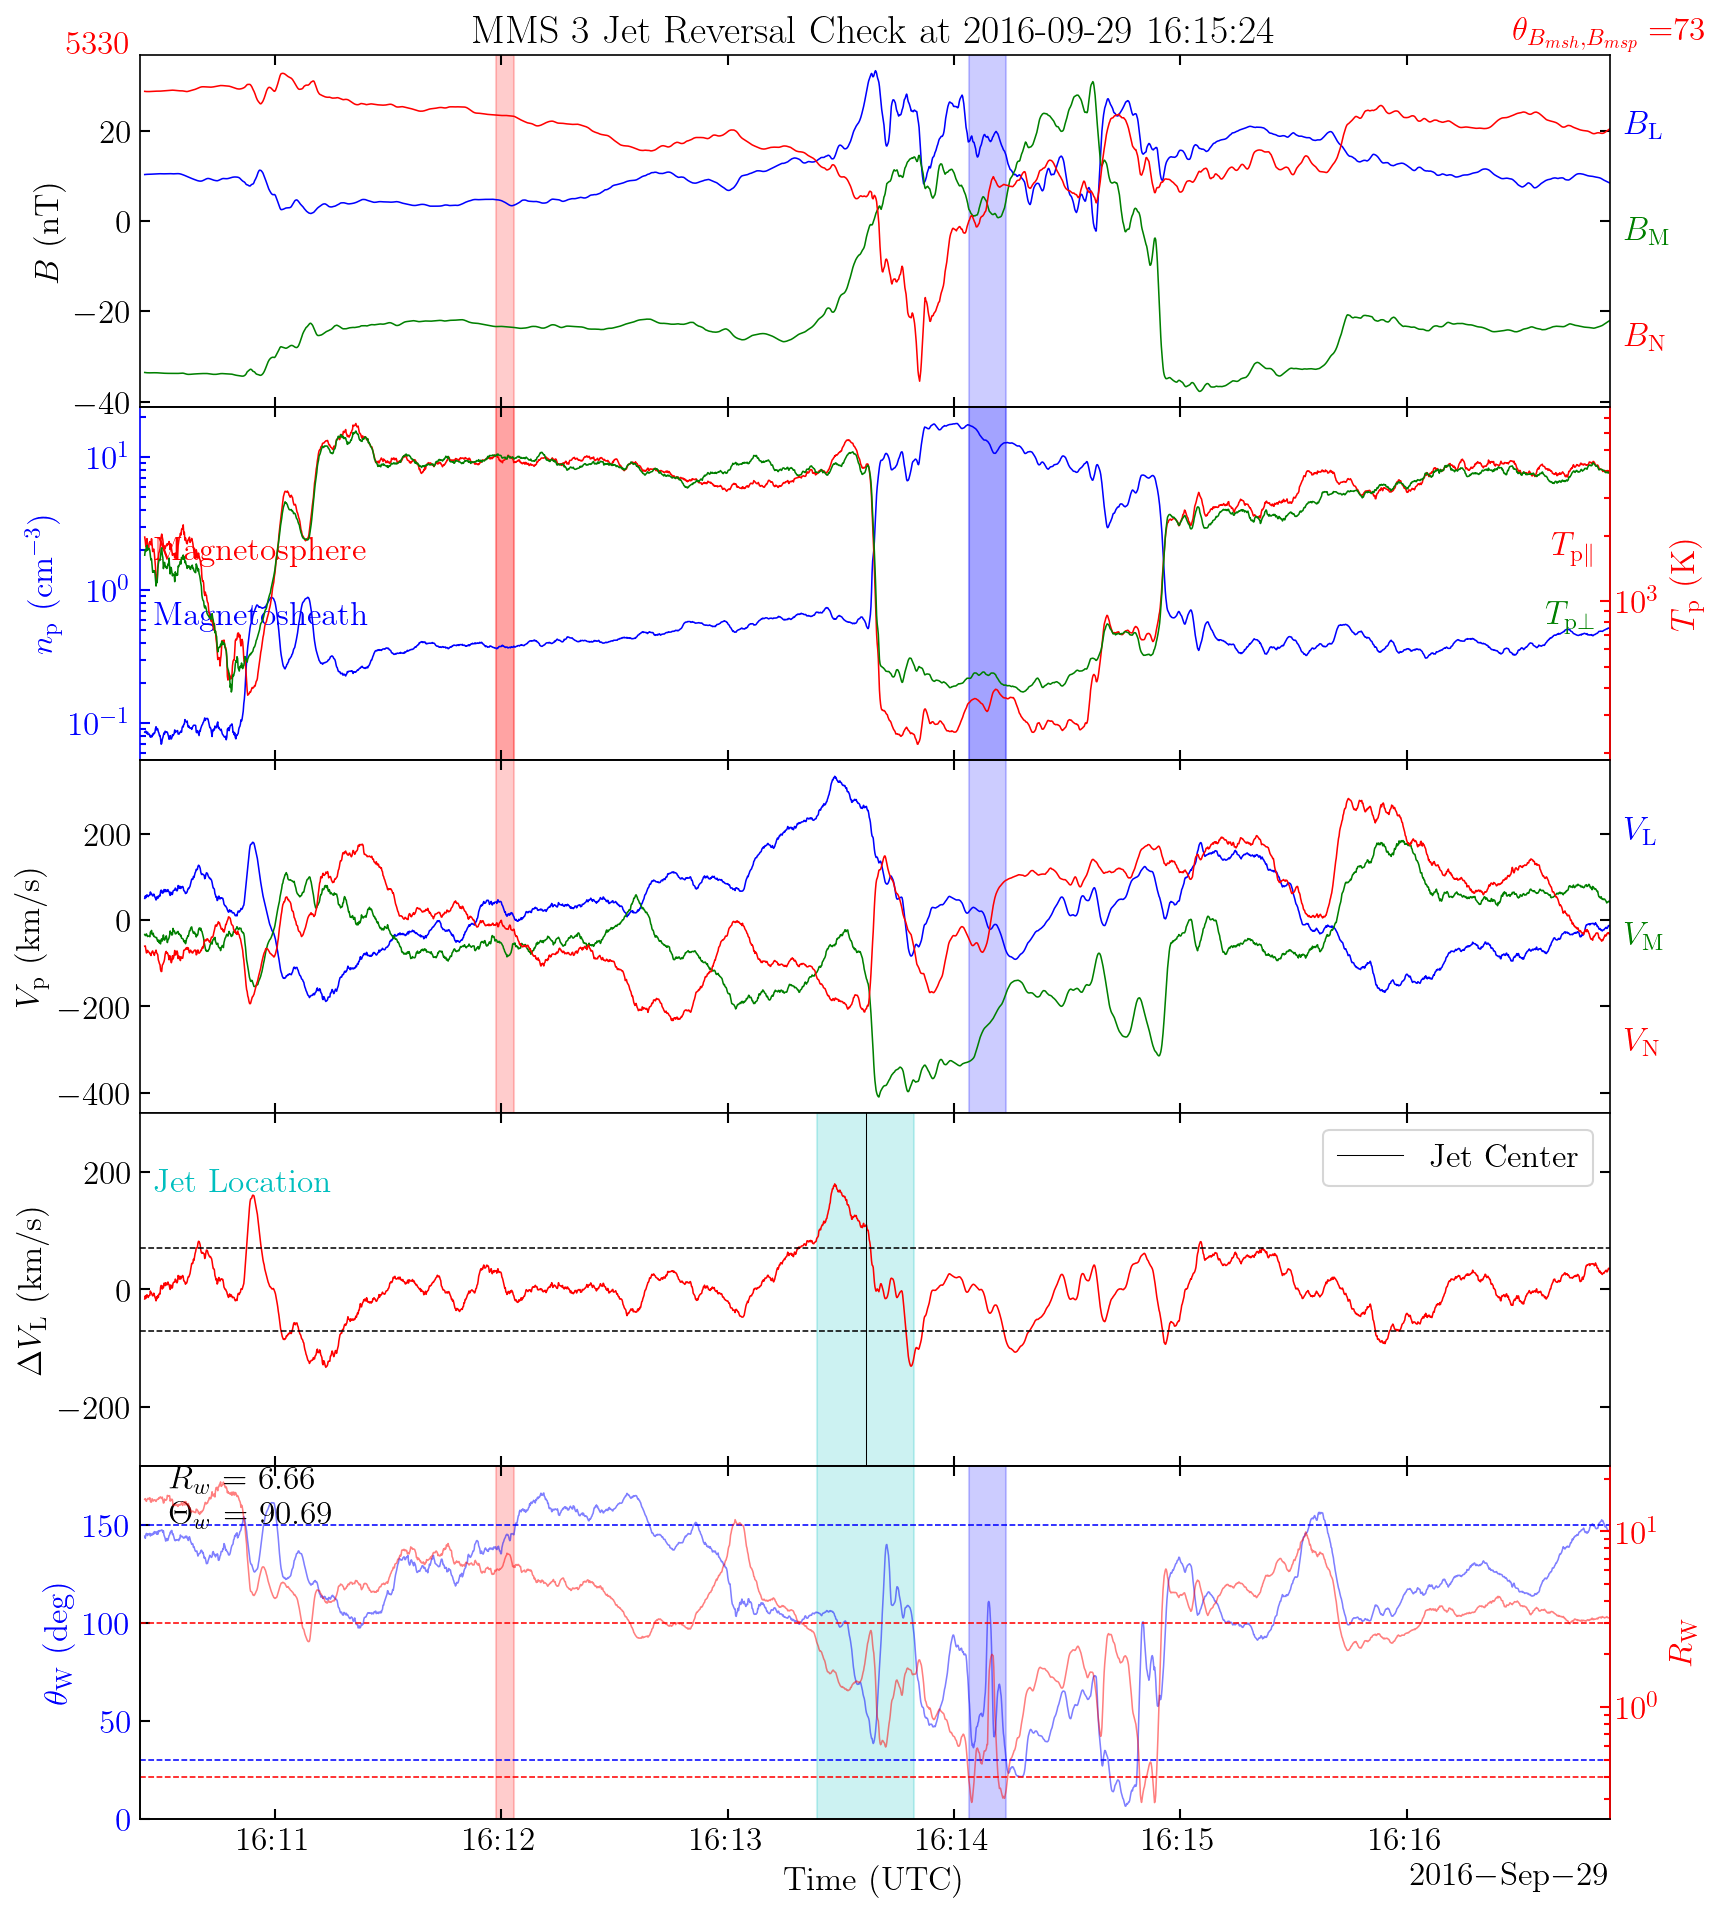 MMS 3 Jet Reversal Check at 2016-09-29 16:15:24
5330
θ_{B_{msh},B_{msp}} =73
20
0
−20
−40
B (nT)
B_L
B_M
B_N
10^1
10^0
10^{−1}
n_p (cm^{−3})
Magnetosphere
Magnetosheath
T_{p∥}
T_{p⊥}
10^3
T_p (K)
200
0
−200
−400
V_p (km/s)
V_L
V_M
V_N
200
0
−200
ΔV_L (km/s)
Jet Location
Jet Center
R_w = 6.66
Θ_w = 90.69
150
100
50
0
θ_W (deg)
10^1
10^0
R_W
16:11 16:12 16:13 16:14 16:15 16:16
Time (UTC)
2016−Sep−29